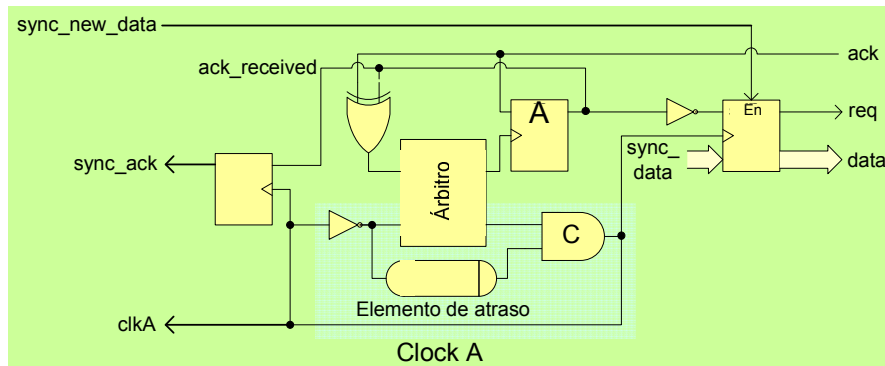 sync_new_data
ack
ack_received
A
En
req
sync_ack
sync_
data
data
Árbitro
C
Elemento de atraso
clkA
Clock A